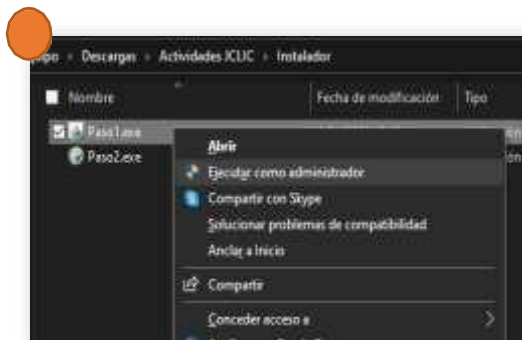 Descargas › Actividades JCLIC › Instalador
Nombre
Fecha de modificación
Tipo
Paso1.exe
Paso2.exe
Abrir
Ejecutar como administrador
Compartir con Skype
Solucionar problemas de compatibilidad
Anclar a Inicio
Compartir
Conceder acceso a